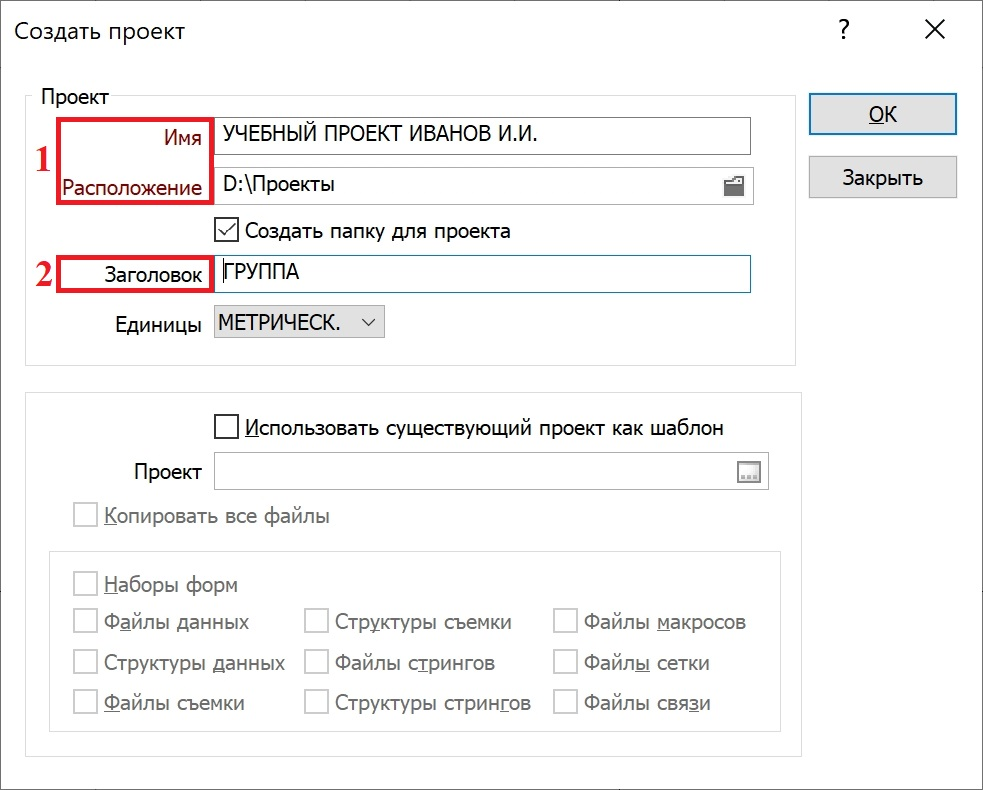 Создать проект ?
Проект
1 Имя УЧЕБНЫЙ ПРОЕКТ ИВАНОВ И.И.
ОК
Расположение D:\Проекты
Закрыть
Создать папку для проекта
2 Заголовок ГРУППА
Единицы МЕТРИЧЕСК.
Использовать существующий проект как шаблон
Проект
Копировать все файлы
Наборы форм
Файлы данных Структуры съемки Файлы макросов
Структуры данных Файлы стрингов Файлы сетки
Файлы съемки Структуры стрингов Файлы связи